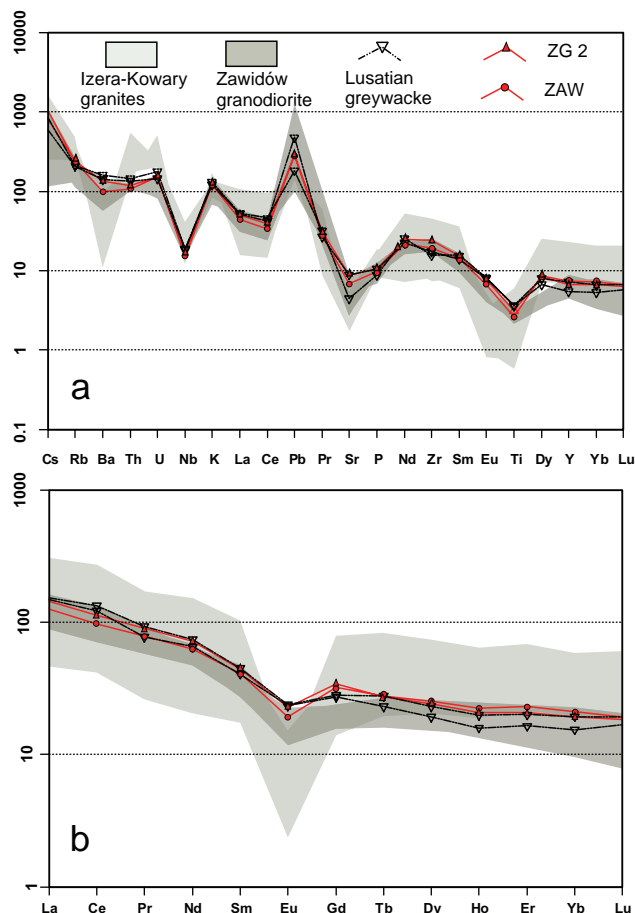 10000
1000
100
10
1
0.1
Izera-Kowary
granites
Zawidów
granodiorite
Lusatian
greywacke
ZG 2
ZAW
a
Cs Rb Ba Th U Nb K La Ce Pb Pr Sr P Nd Zr Sm Eu Ti Dy Y Yb Lu
1000
100
10
1
b
La Ce Pr Nd Sm Eu Gd Tb Dy Ho Er Yb Lu